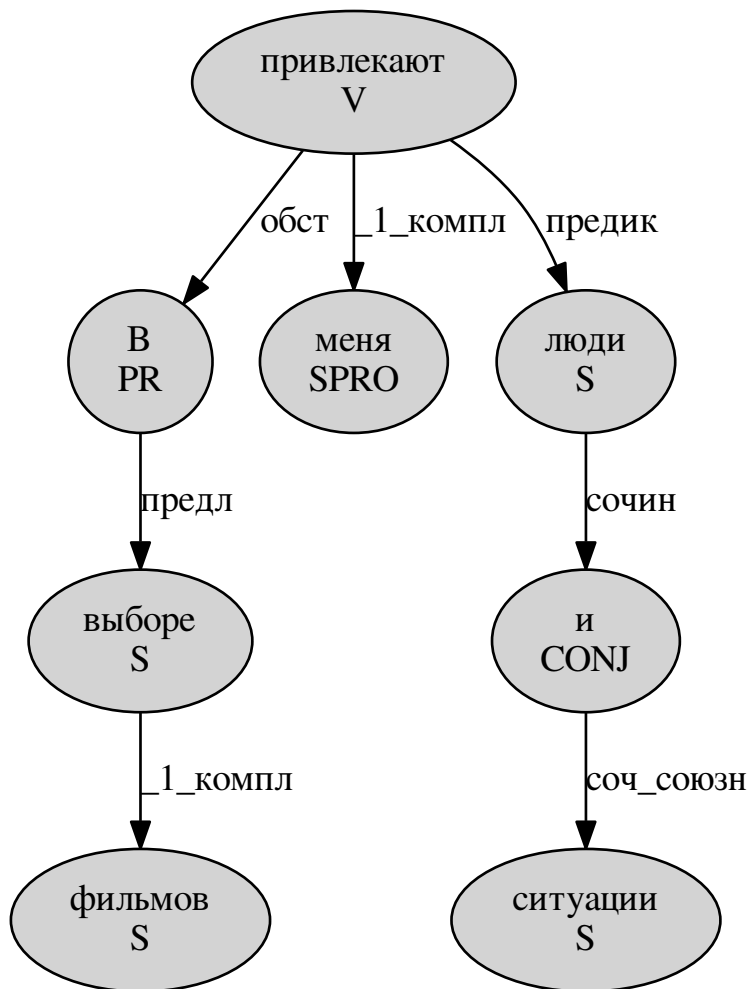 привлекают
V
обст
_1_компл
предик
В
PR
меня
SPRO
люди
S
предл
сочин
выборе
S
и
CONJ
_1_компл
соч_союзн
фильмов
S
ситуации
S